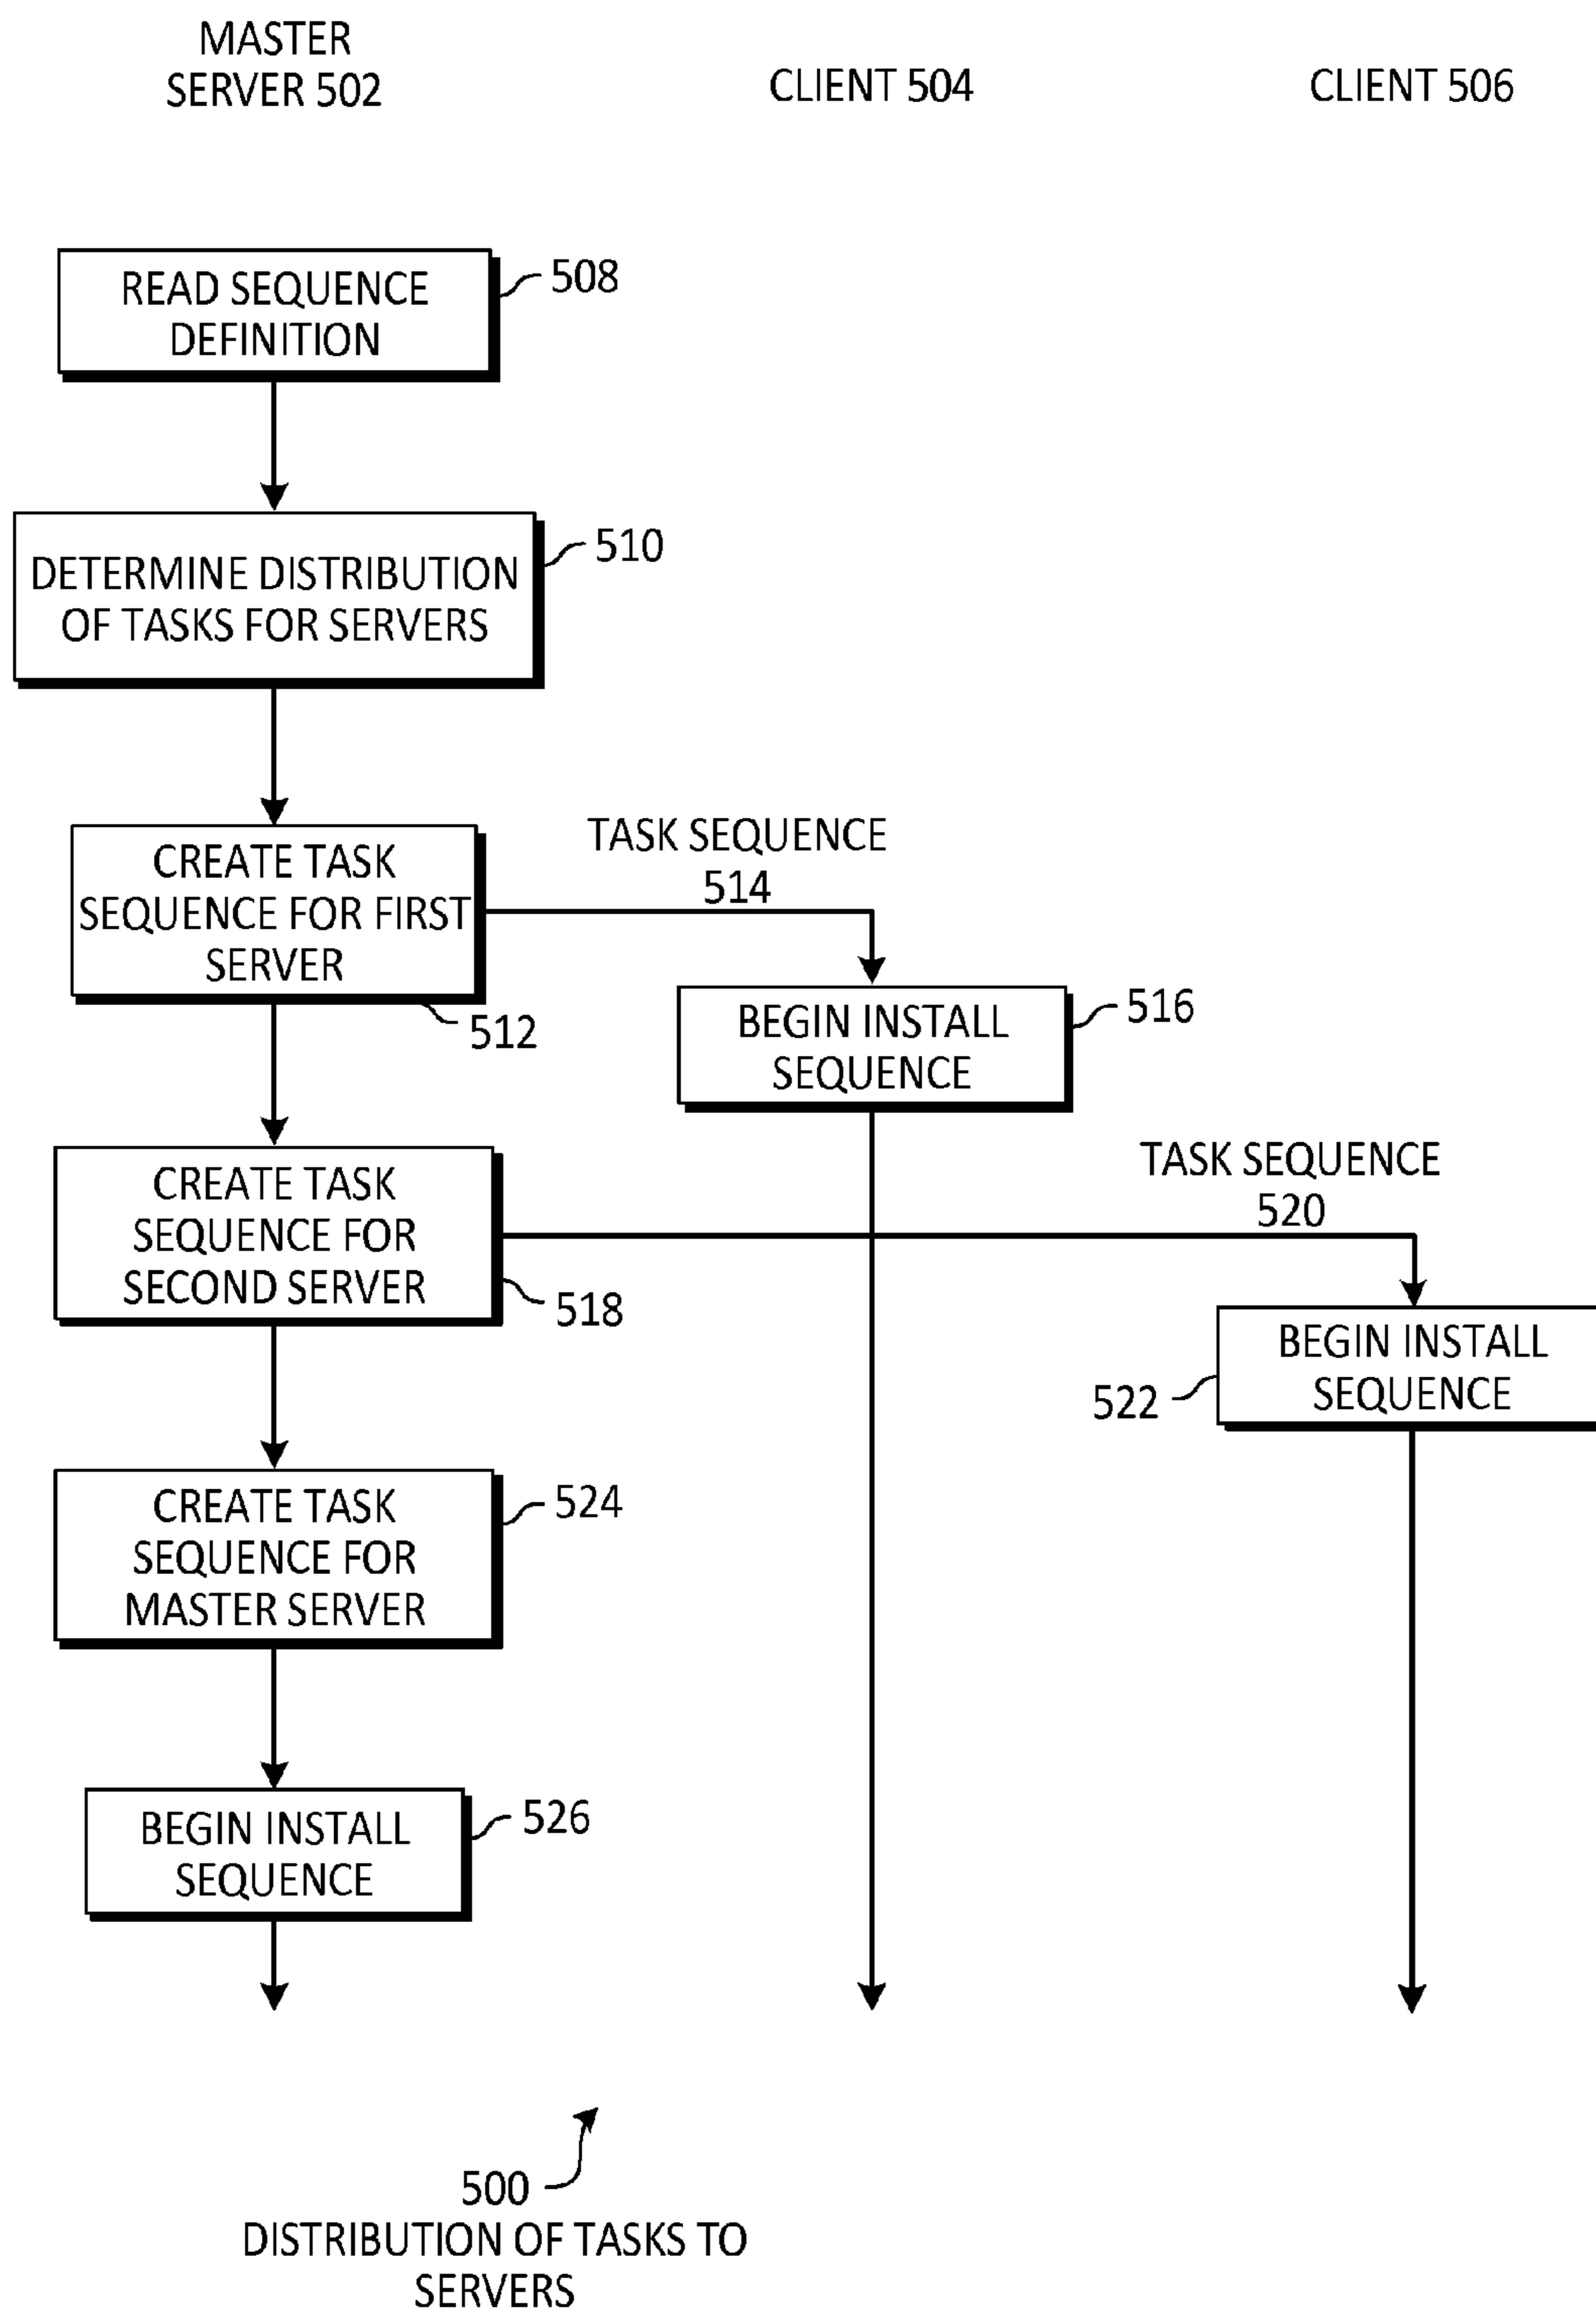 MASTER
SERVER 502
CLIENT 504
CLIENT 506
READ SEQUENCE
DEFINITION
508
DETERMINE DISTRIBUTION
OF TASKS FOR SERVERS
510
CREATE TASK
SEQUENCE FOR FIRST
SERVER
512
TASK SEQUENCE
514
BEGIN INSTALL
SEQUENCE
516
CREATE TASK
SEQUENCE FOR
SECOND SERVER
518
TASK SEQUENCE
520
BEGIN INSTALL
SEQUENCE
522
CREATE TASK
SEQUENCE FOR
MASTER SERVER
524
BEGIN INSTALL
SEQUENCE
526
500
DISTRIBUTION OF TASKS TO
SERVERS